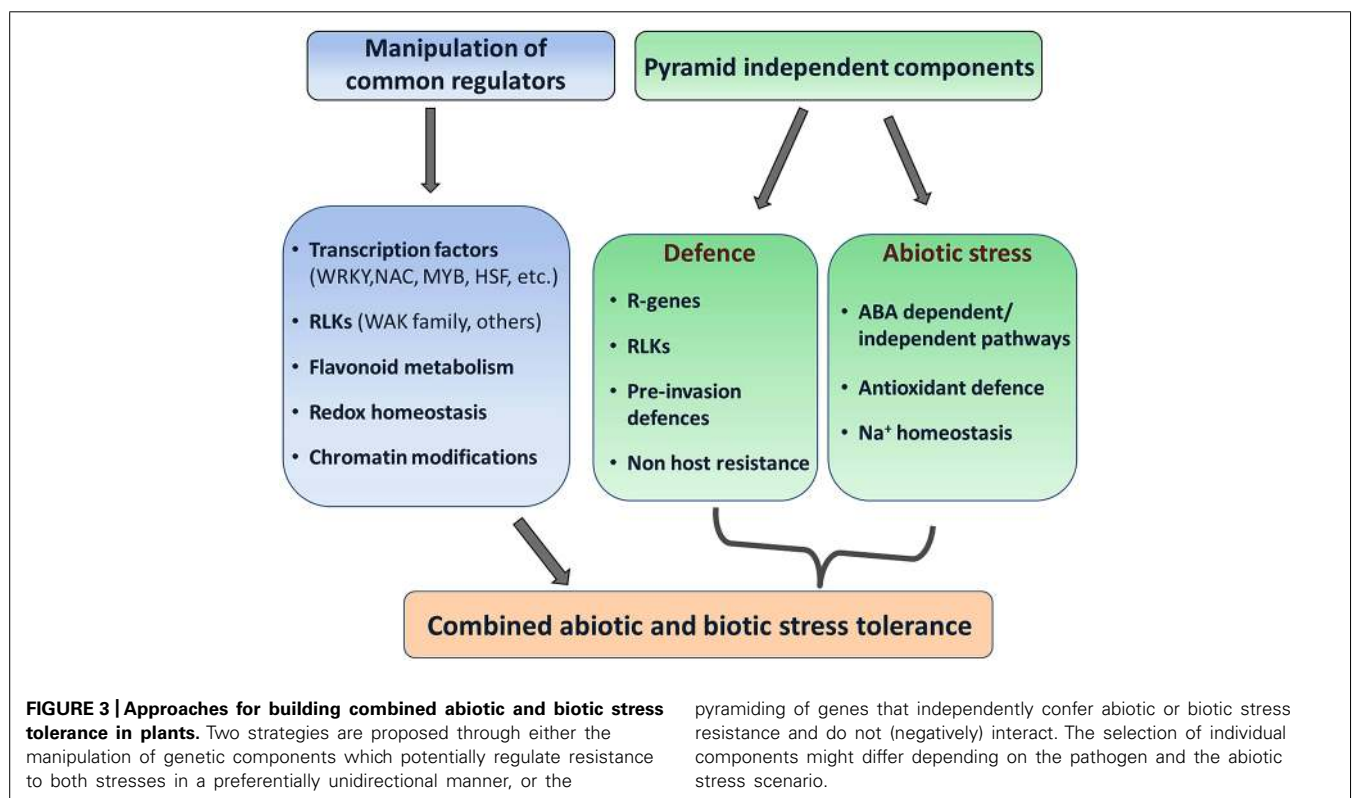 Manipulation of
common regulators
Pyramid independent components
• Transcription factors
(WRKY,NAC, MYB, HSF, etc.)
• RLKs (WAK family, others)
• Flavonoid metabolism
• Redox homeostasis
• Chromatin modifications
Defence
• R-genes
• RLKs
• Pre-invasion
defences
• Non host resistance
Abiotic stress
• ABA dependent/
independent pathways
• Antioxidant defence
• Na⁺ homeostasis
Combined abiotic and biotic stress tolerance
FIGURE 3 | Approaches for building combined abiotic and biotic stress
tolerance in plants. Two strategies are proposed through either the
manipulation of genetic components which potentially regulate resistance
to both stresses in a preferentially unidirectional manner, or the
pyramiding of genes that independently confer abiotic or biotic stress
resistance and do not (negatively) interact. The selection of individual
components might differ depending on the pathogen and the abiotic
stress scenario.